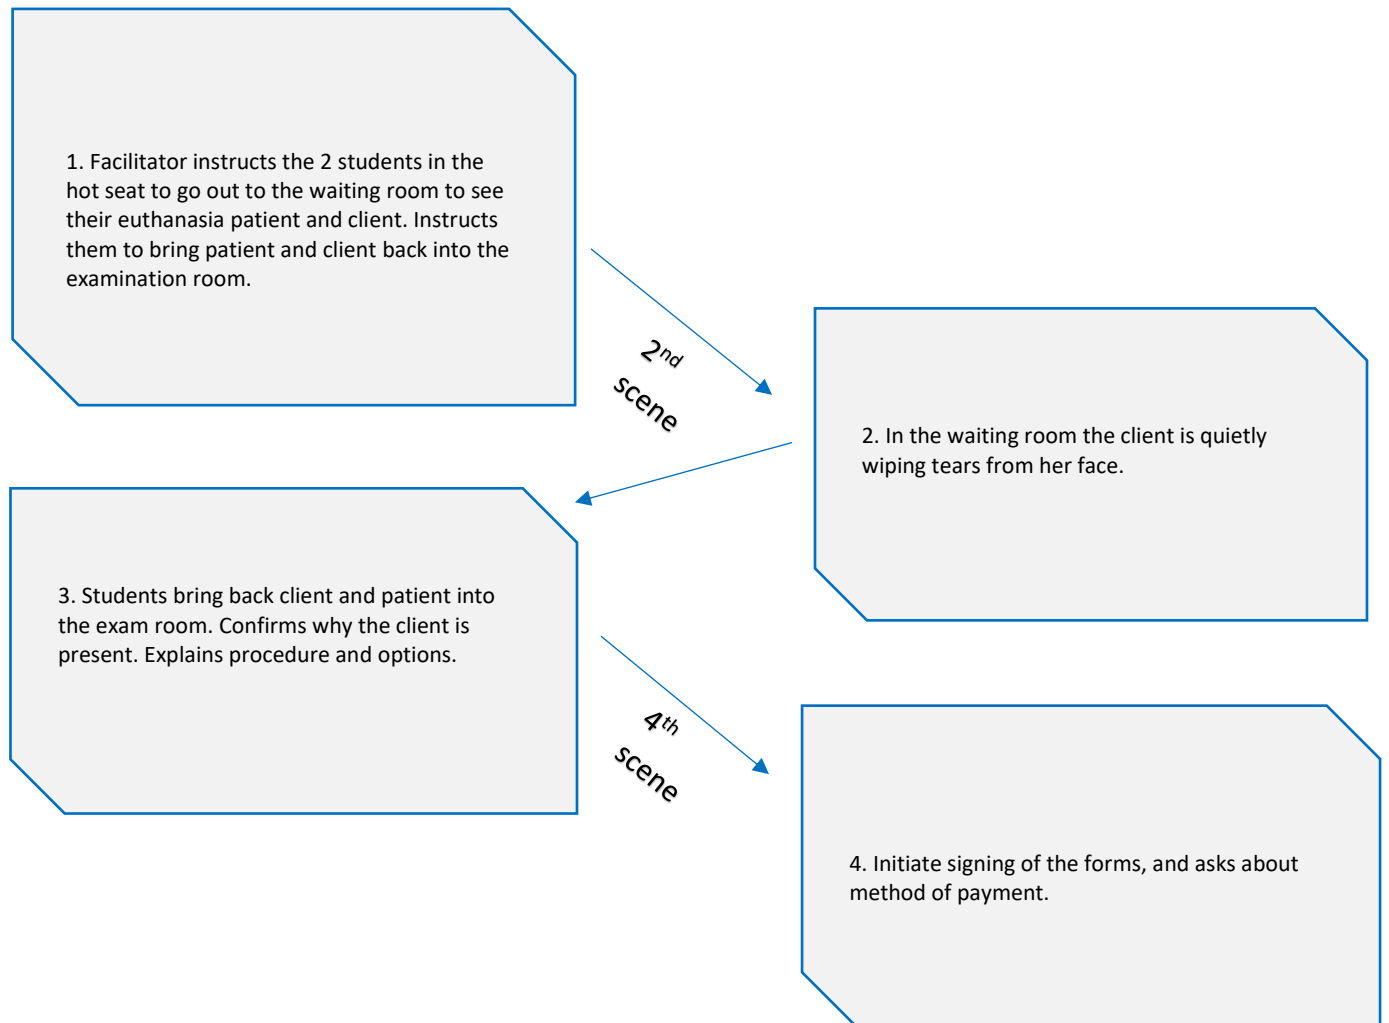 1. Facilitator instructs the 2 students in the
hot seat to go out to the waiting room to see
their euthanasia patient and client. Instructs
them to bring patient and client back into the
examination room.
2nd
scene
2. In the waiting room the client is quietly
wiping tears from her face.
3. Students bring back client and patient into
the exam room. Confirms why the client is
present. Explains procedure and options.
4th
scene
4. Initiate signing of the forms, and asks about
method of payment.